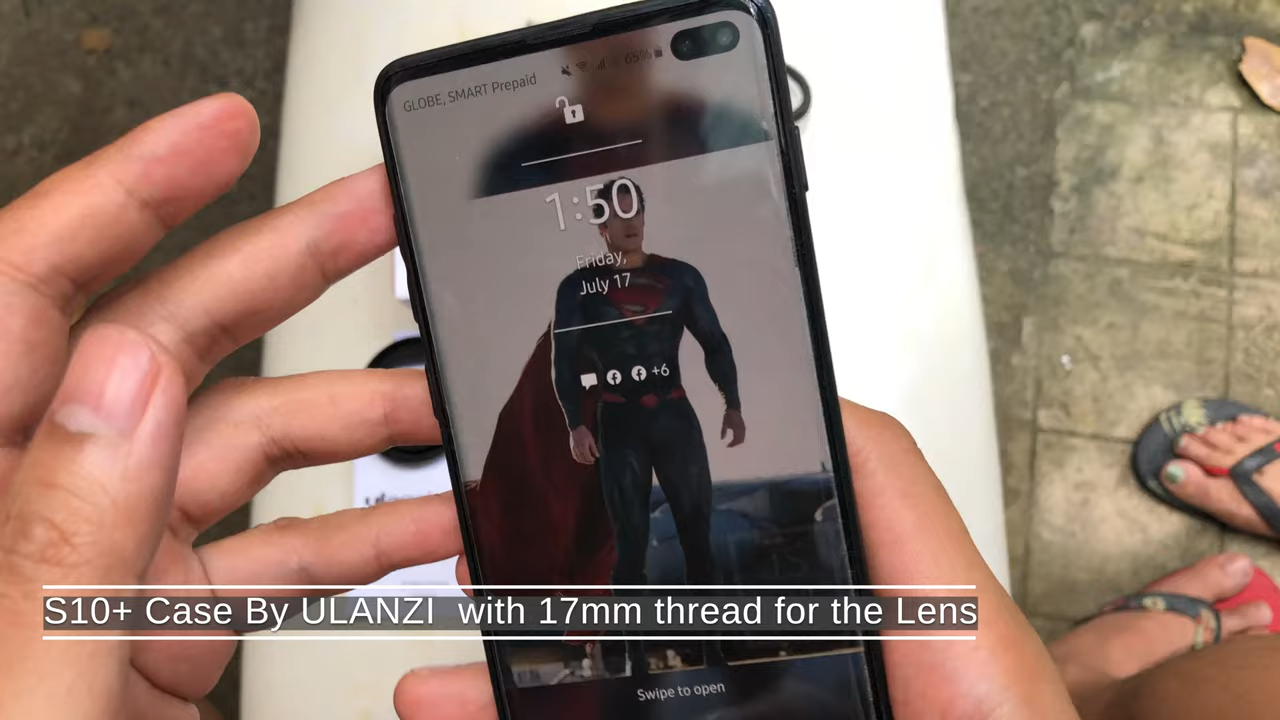 GLOBE, SMART Prepaid
65%
1:50
Friday,
July 17
+6
Swipe to open
S10+ Case By ULANZI with 17mm thread for the Lens